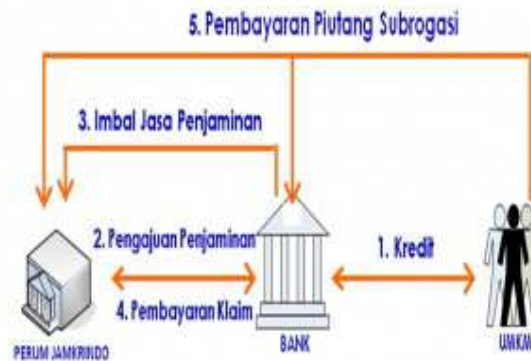 5. Pembayaran Piutang Subrogasi
3. Imbal Jasa Penjaminan
2. Pengajuan Penjaminan
1. Kredit
4. Pembayaran Klaim
PERUM JAMKRINDO
BANK